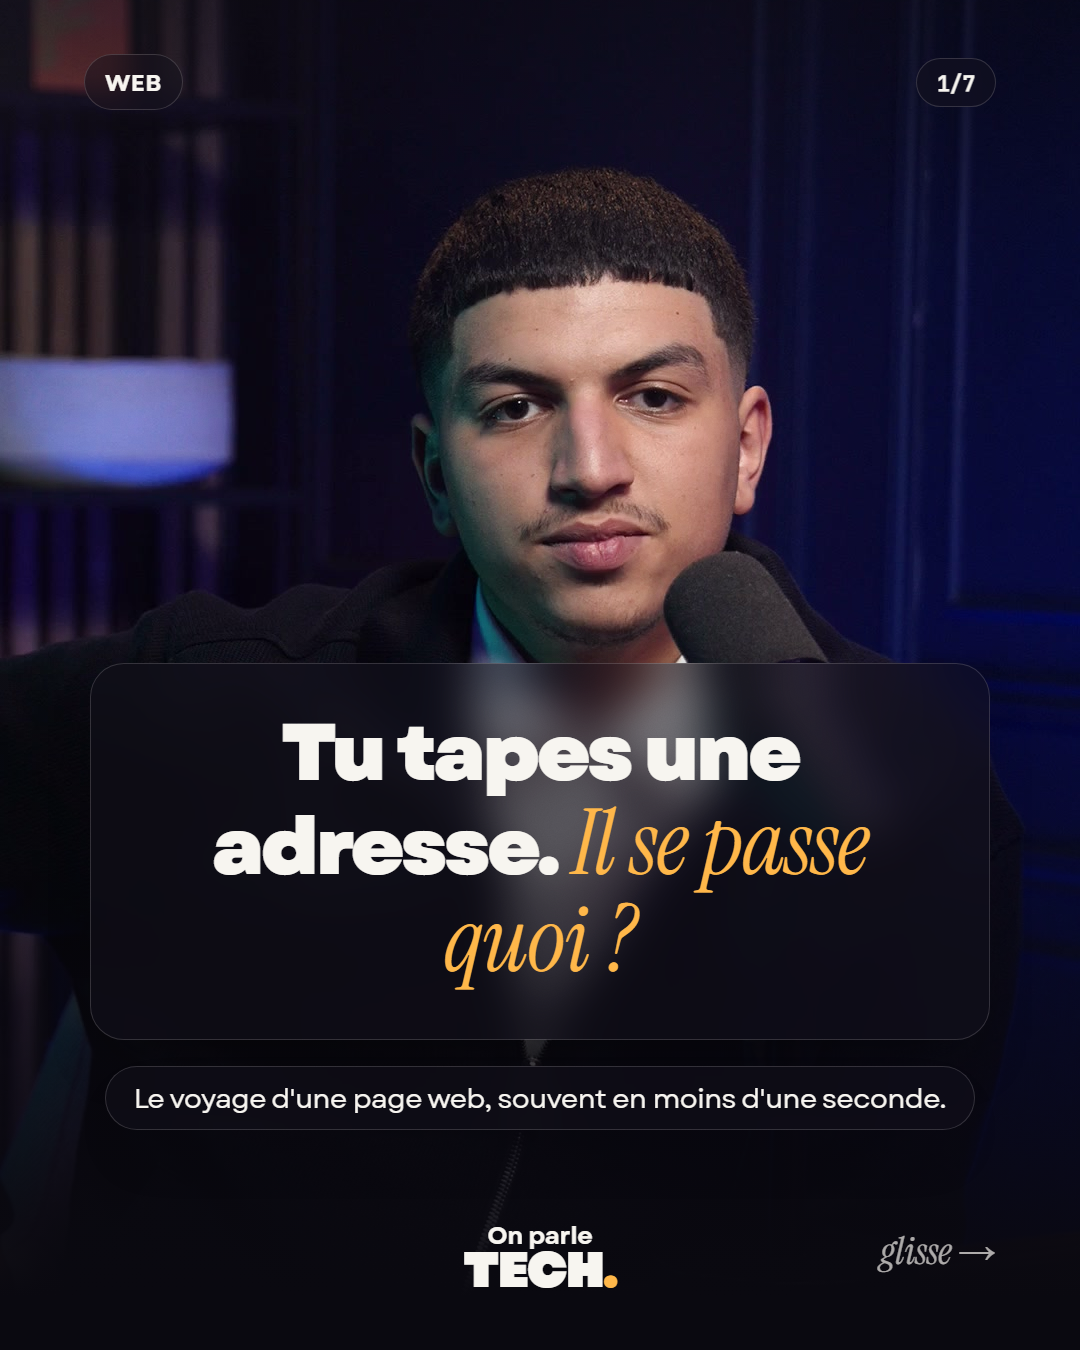 WEB
1/7
Tu tapes une
adresse. Il se passe
quoi ?
Le voyage d'une page web, souvent en moins d'une seconde.
On parle
TECH.
glisse →